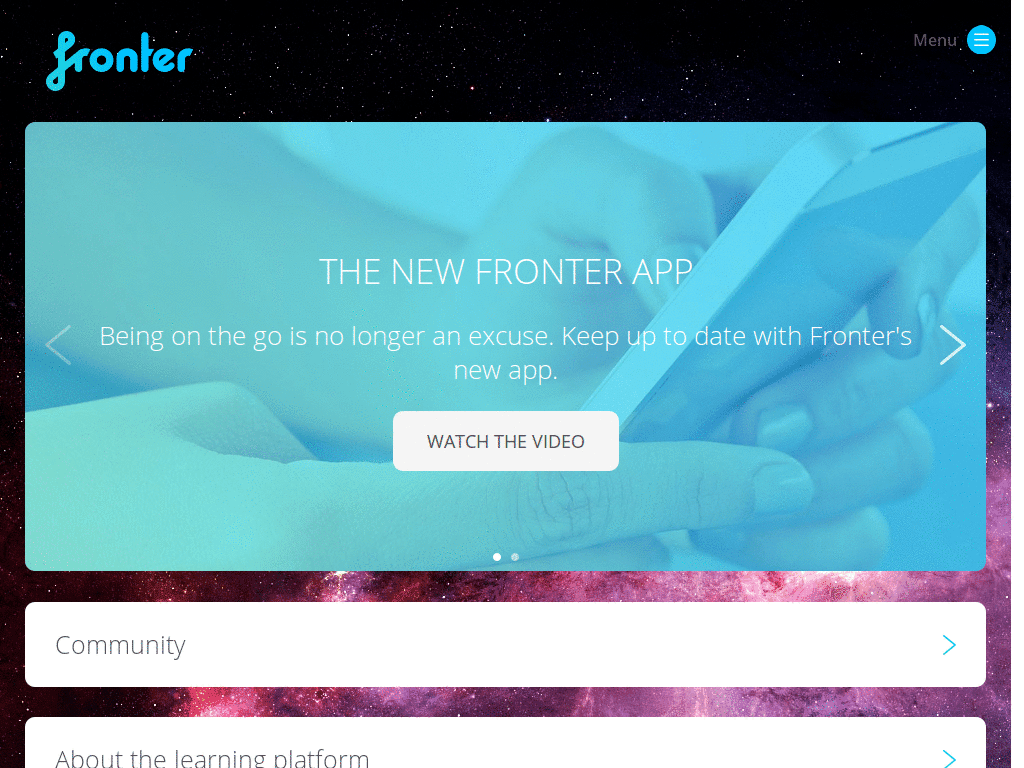 fronter
Menu
THE NEW FRONTER APP
Being on the go is no longer an excuse. Keep up to date with Fronter's
new app.
WATCH THE VIDEO
Community
About the learning platform